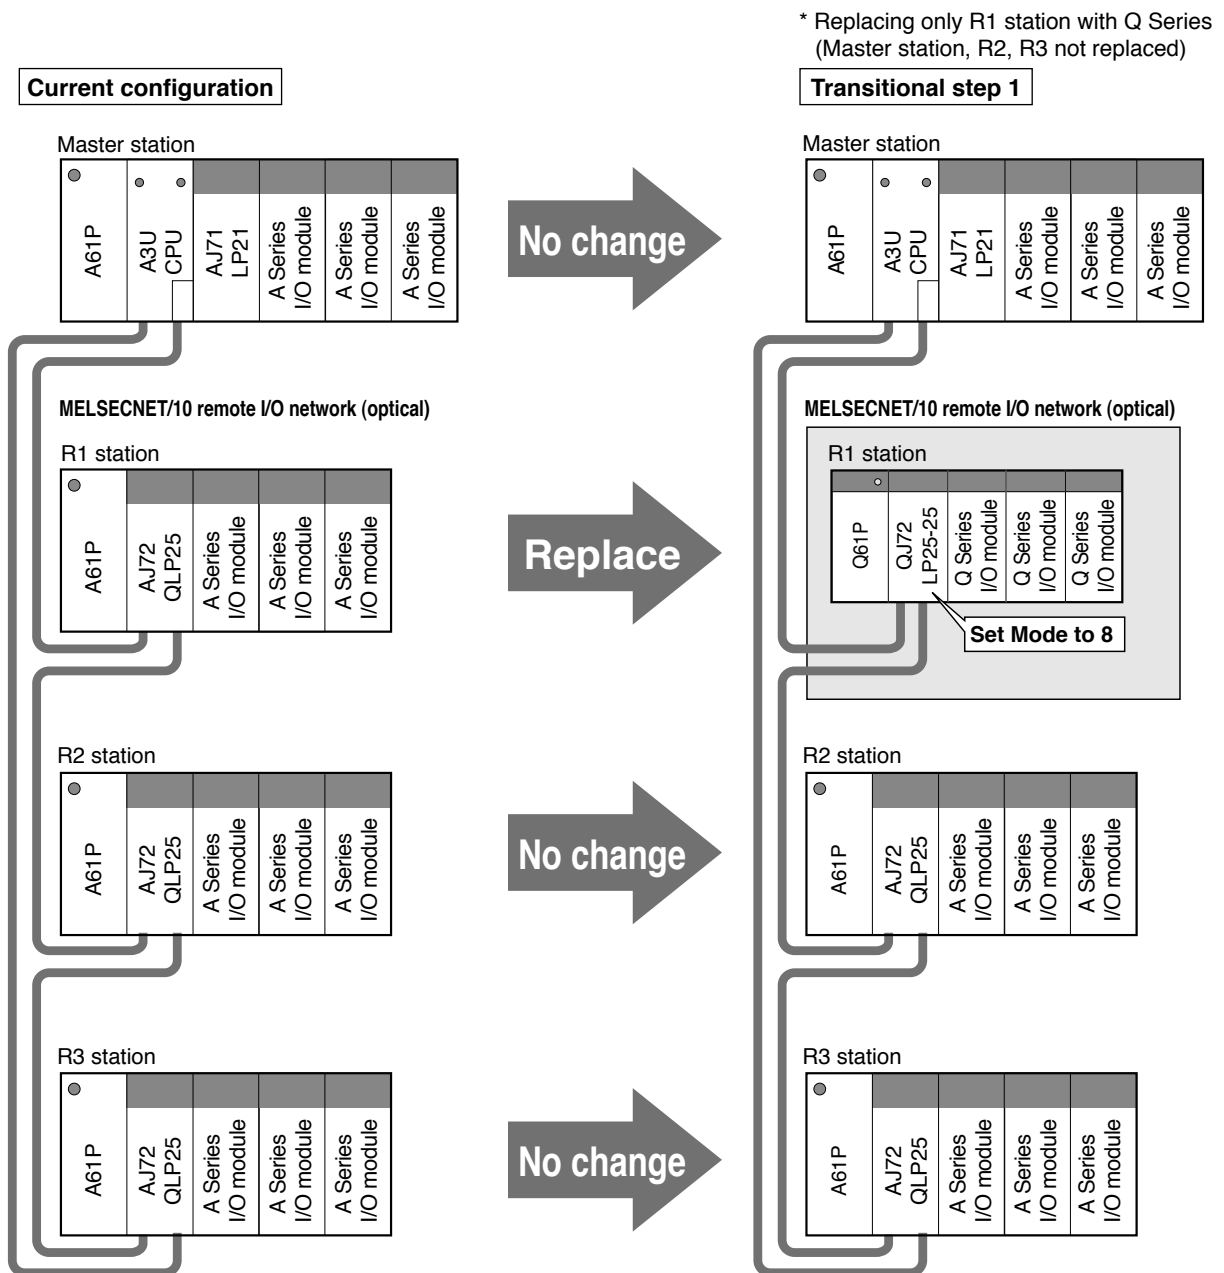 * Replacing only R1 station with Q Series
(Master station, R2, R3 not replaced)
Current configuration
Transitional step 1
Master station
A61P
A3U
CPU
AJ71
LP21
A Series
I/O module
A Series
I/O module
A Series
I/O module
No change
Master station
A61P
A3U
CPU
AJ71
LP21
A Series
I/O module
A Series
I/O module
A Series
I/O module
MELSECNET/10 remote I/O network (optical)
R1 station
A61P
AJ72
QLP25
A Series
I/O module
A Series
I/O module
A Series
I/O module
Replace
MELSECNET/10 remote I/O network (optical)
R1 station
Q61P
QJ72
LP25-25
Q Series
I/O module
Q Series
I/O module
Q Series
I/O module
Set Mode to 8
R2 station
A61P
AJ72
QLP25
A Series
I/O module
A Series
I/O module
A Series
I/O module
No change
R2 station
A61P
AJ72
QLP25
A Series
I/O module
A Series
I/O module
A Series
I/O module
R3 station
A61P
AJ72
QLP25
A Series
I/O module
A Series
I/O module
A Series
I/O module
No change
R3 station
A61P
AJ72
QLP25
A Series
I/O module
A Series
I/O module
A Series
I/O module